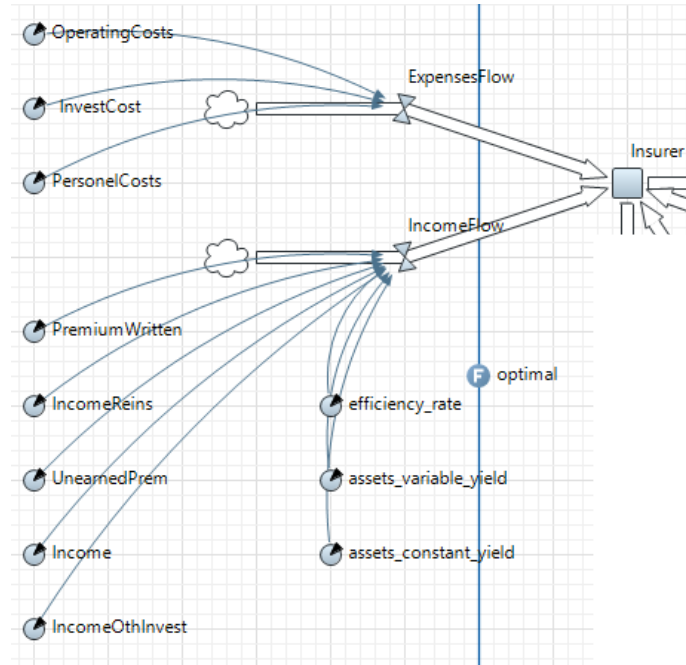 OperatingCosts
ExpensesFlow
InvestCost
Insurer
PersonelCosts
IncomeFlow
PremiumWritten
F optimal
IncomeReins
efficiency_rate
UnearnedPrem
assets_variable_yield
Income
assets_constant_yield
IncomeOthInvest